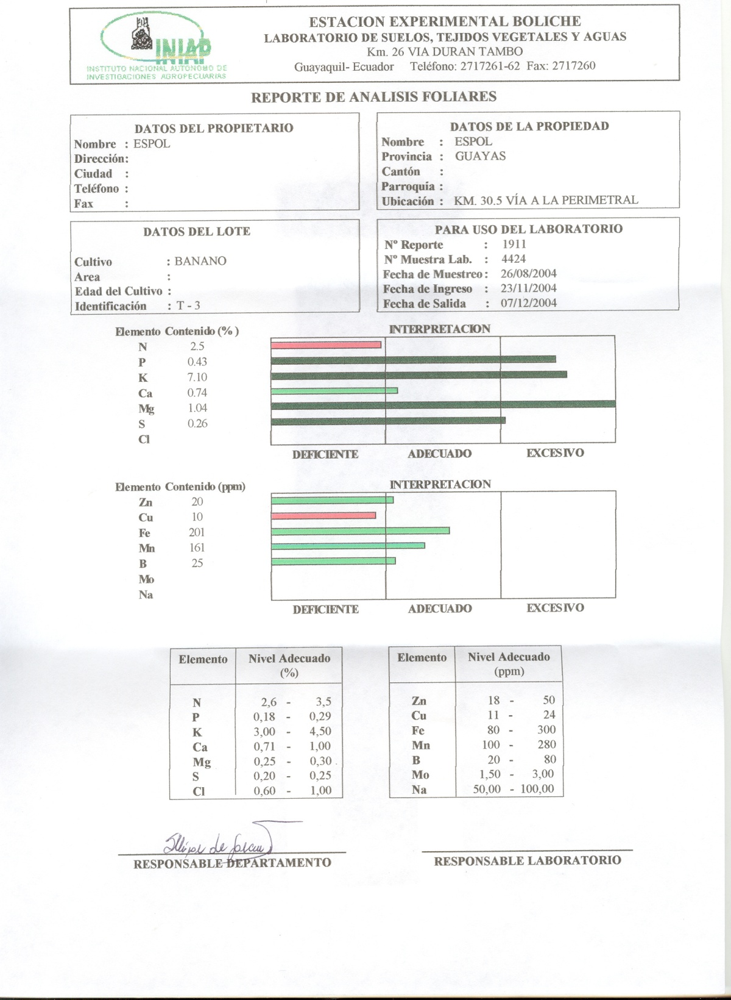 INIAP
INSTITUTO NACIONAL AUTONOMO DE
INVESTIGACIONES AGROPECUARIAS
ESTACION EXPERIMENTAL BOLICHE
LABORATORIO DE SUELOS, TEJIDOS VEGETALES Y AGUAS
Km. 26 VIA DURAN TAMBO
Guayaquil- Ecuador Teléfono: 2717261-62 Fax: 2717260
REPORTE DE ANALISIS FOLIARES
DATOS DEL PROPIETARIO
Nombre : ESPOL
Dirección:
Ciudad :
Teléfono :
Fax :
DATOS DE LA PROPIEDAD
Nombre : ESPOL
Provincia : GUAYAS
Cantón :
Parroquia :
Ubicación : KM. 30.5 VÍA A LA PERIMETRAL
DATOS DEL LOTE
Cultivo : BANANO
Area :
Edad del Cultivo :
Identificación : T - 3
PARA USO DEL LABORATORIO
Nº Reporte : 1911
Nº Muestra Lab. : 4424
Fecha de Muestreo : 26/08/2004
Fecha de Ingreso : 23/11/2004
Fecha de Salida : 07/12/2004
Elemento Contenido (%) INTERPRETACION
N 2.5
P 0.43
K 7.10
Ca 0.74
Mg 1.04
S 0.26
Cl
DEFICIENTE ADECUADO EXCESIVO
Elemento Contenido (ppm) INTERPRETACION
Zn 20
Cu 10
Fe 201
Mn 161
B 25
Mo
Na
DEFICIENTE ADECUADO EXCESIVO
Elemento Nivel Adecuado
(%)
N 2,6 - 3,5
P 0,18 - 0,29
K 3,00 - 4,50
Ca 0,71 - 1,00
Mg 0,25 - 0,30
S 0,20 - 0,25
Cl 0,60 - 1,00
Elemento Nivel Adecuado
(ppm)
Zn 18 - 50
Cu 11 - 24
Fe 80 - 300
Mn 100 - 280
B 20 - 80
Mo 1,50 - 3,00
Na 50,00 - 100,00
RESPONSABLE DEPARTAMENTO
RESPONSABLE LABORATORIO